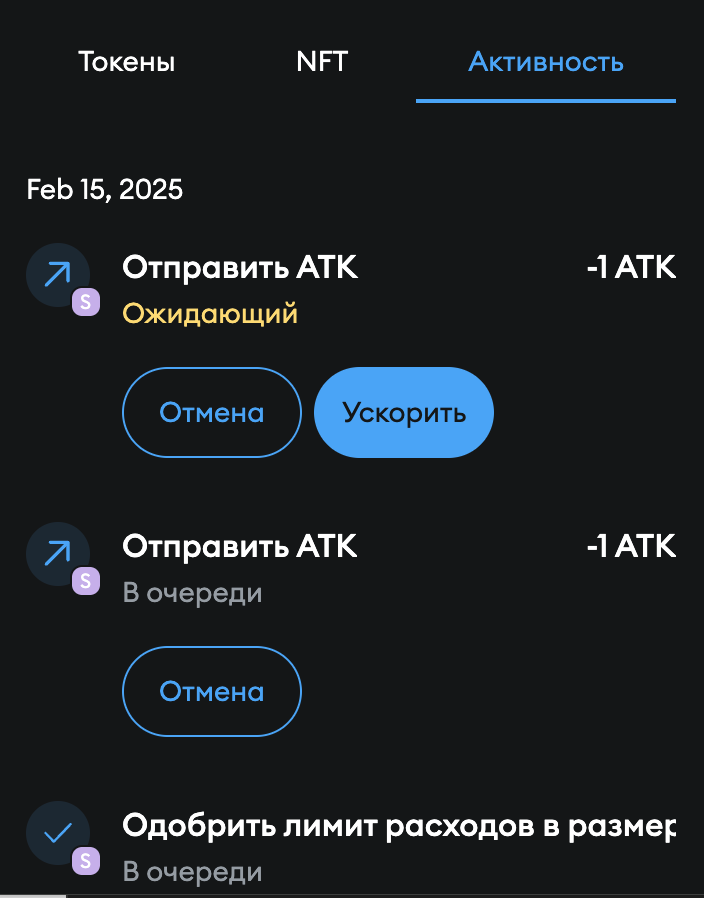 Токены NFT Активность
Feb 15, 2025
Отправить ATK -1 ATK
S
Ожидающий
Отмена Ускорить
Отправить ATK -1 ATK
S
В очереди
Отмена
Одобрить лимит расходов в размер
S
В очереди